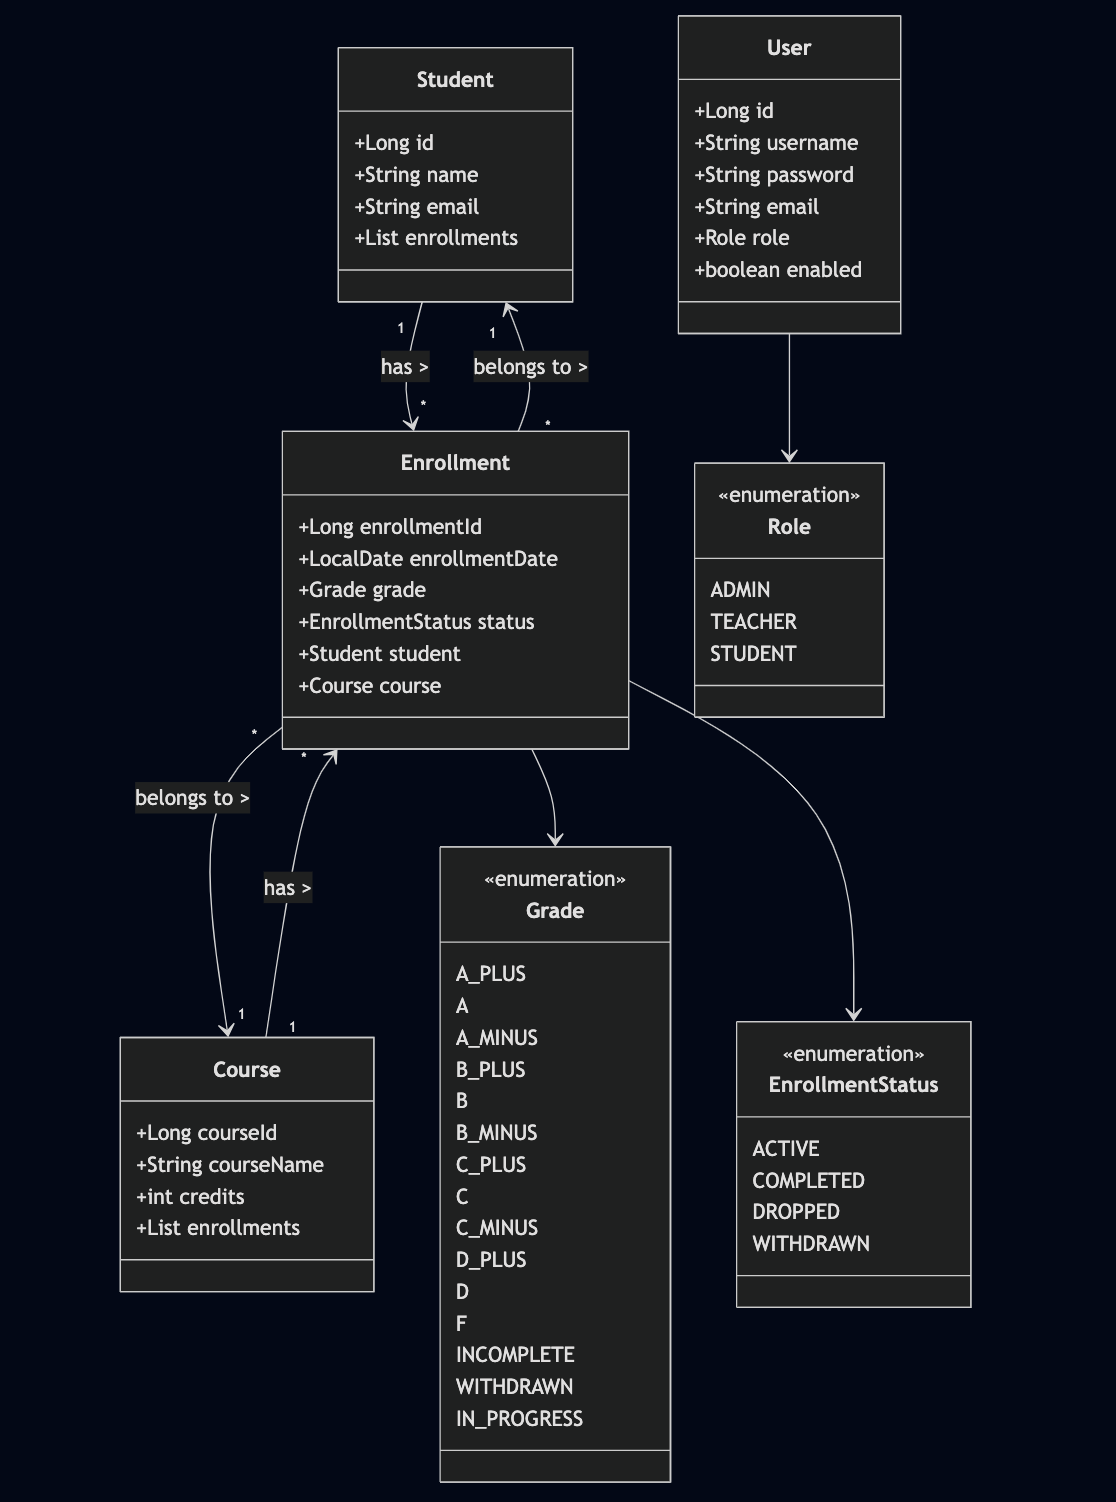 Student
+Long id
+String name
+String email
+List enrollments
User
+Long id
+String username
+String password
+String email
+Role role
+boolean enabled
1
has >
*
1
belongs to >
*
Enrollment
+Long enrollmentId
+LocalDate enrollmentDate
+Grade grade
+EnrollmentStatus status
+Student student
+Course course
«enumeration»
Role
ADMIN
TEACHER
STUDENT
*
belongs to >
1
*
has >
1
Course
+Long courseId
+String courseName
+int credits
+List enrollments
«enumeration»
Grade
A_PLUS
A
A_MINUS
B_PLUS
B
B_MINUS
C_PLUS
C
C_MINUS
D_PLUS
D
F
INCOMPLETE
WITHDRAWN
IN_PROGRESS
«enumeration»
EnrollmentStatus
ACTIVE
COMPLETED
DROPPED
WITHDRAWN